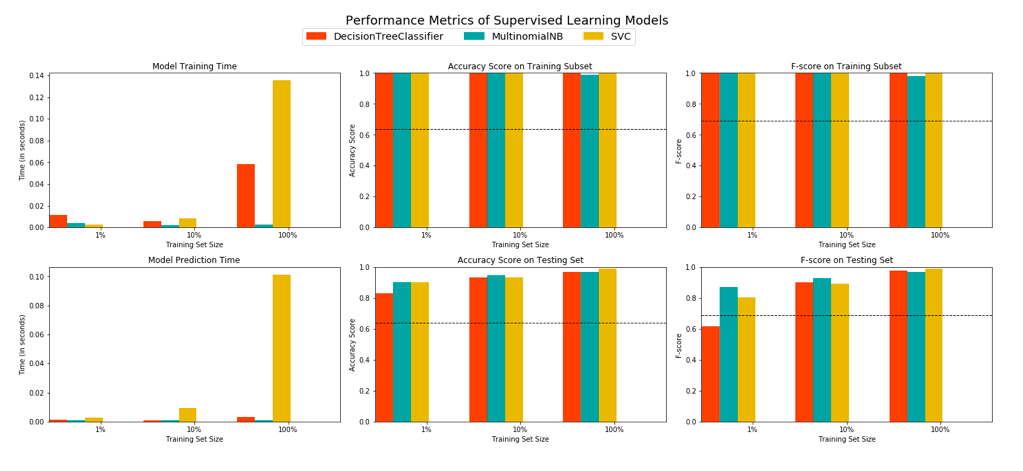 Performance Metrics of Supervised Learning Models
DecisionTreeClassifier MultinomialNB SVC
Model Training Time
0.14
0.12
0.10
0.08
0.06
0.04
0.02
0.00
Time (in seconds)
1% 10% 100%
Training Set Size
Accuracy Score on Training Subset
1.0
0.8
0.6
0.4
0.2
0.0
Accuracy Score
1% 10% 100%
Training Set Size
F-score on Training Subset
1.0
0.8
0.6
0.4
0.2
0.0
F-score
1% 10% 100%
Training Set Size
Model Prediction Time
0.10
0.08
0.06
0.04
0.02
0.00
Time (in seconds)
1% 10% 100%
Training Set Size
Accuracy Score on Testing Set
1.0
0.8
0.6
0.4
0.2
0.0
Accuracy Score
1% 10% 100%
Training Set Size
F-score on Testing Set
1.0
0.8
0.6
0.4
0.2
0.0
F-score
1% 10% 100%
Training Set Size